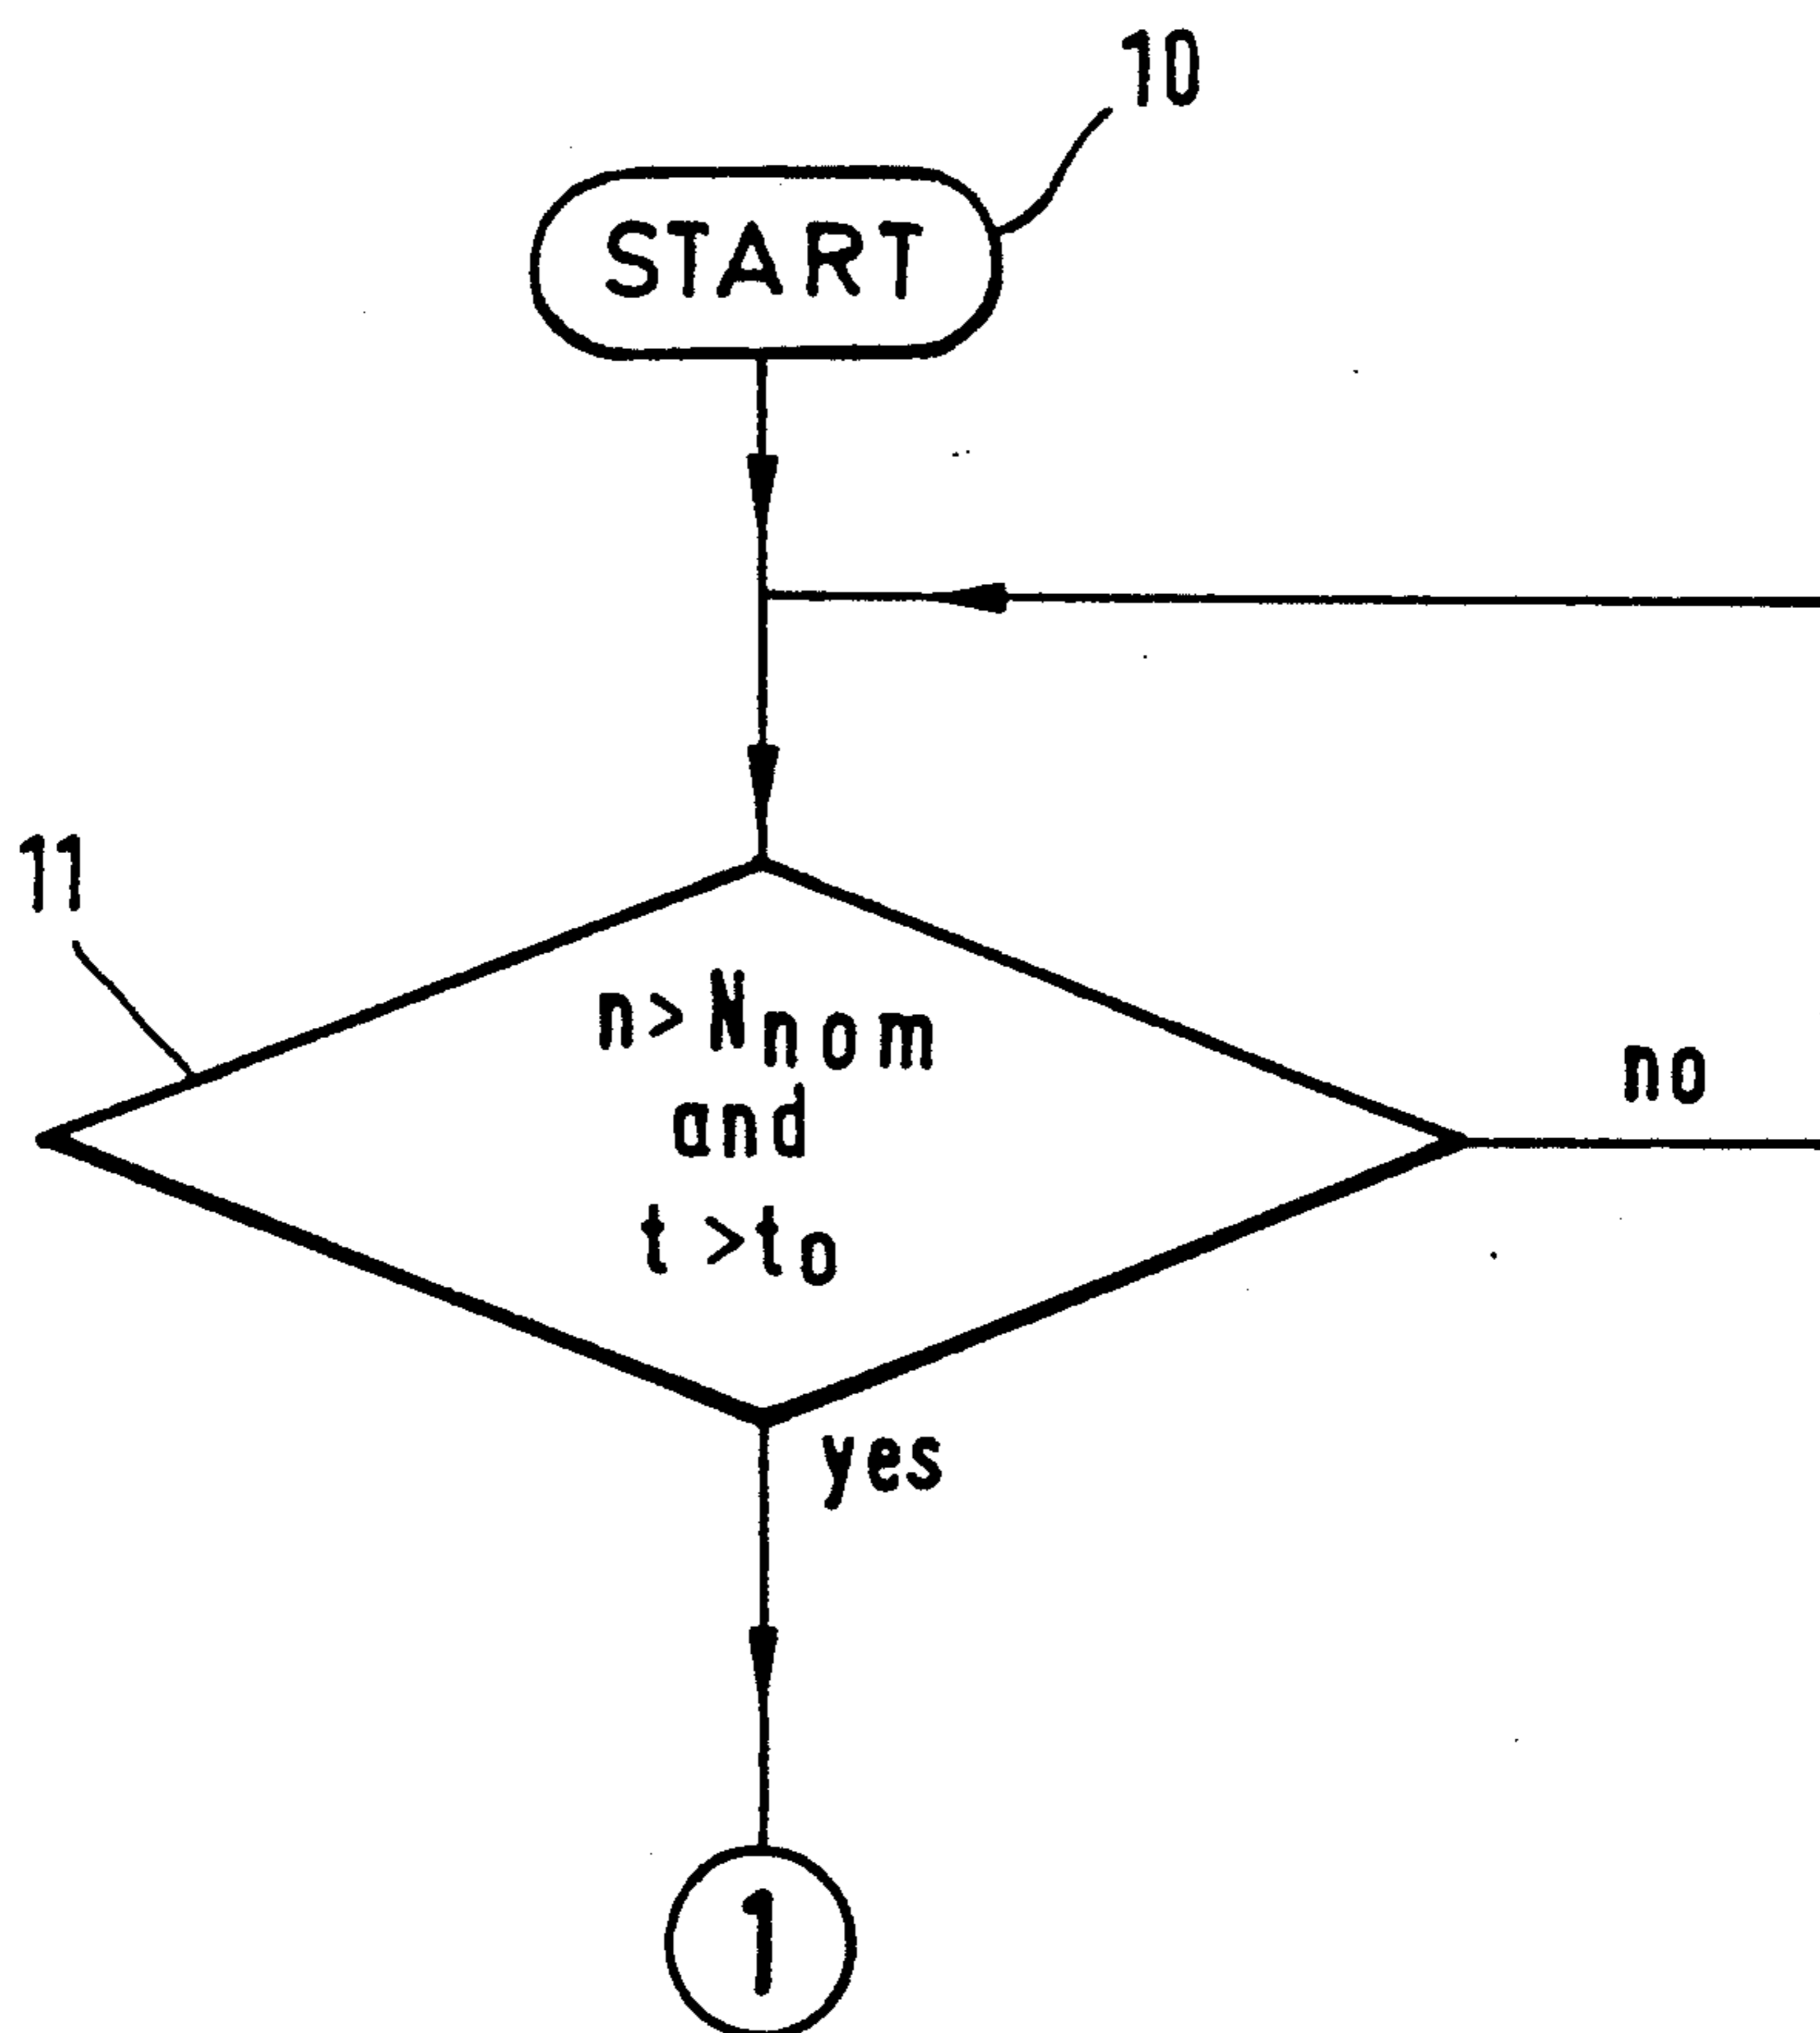 10
START
11
n>Nnom
and
t >to
no
yes
1